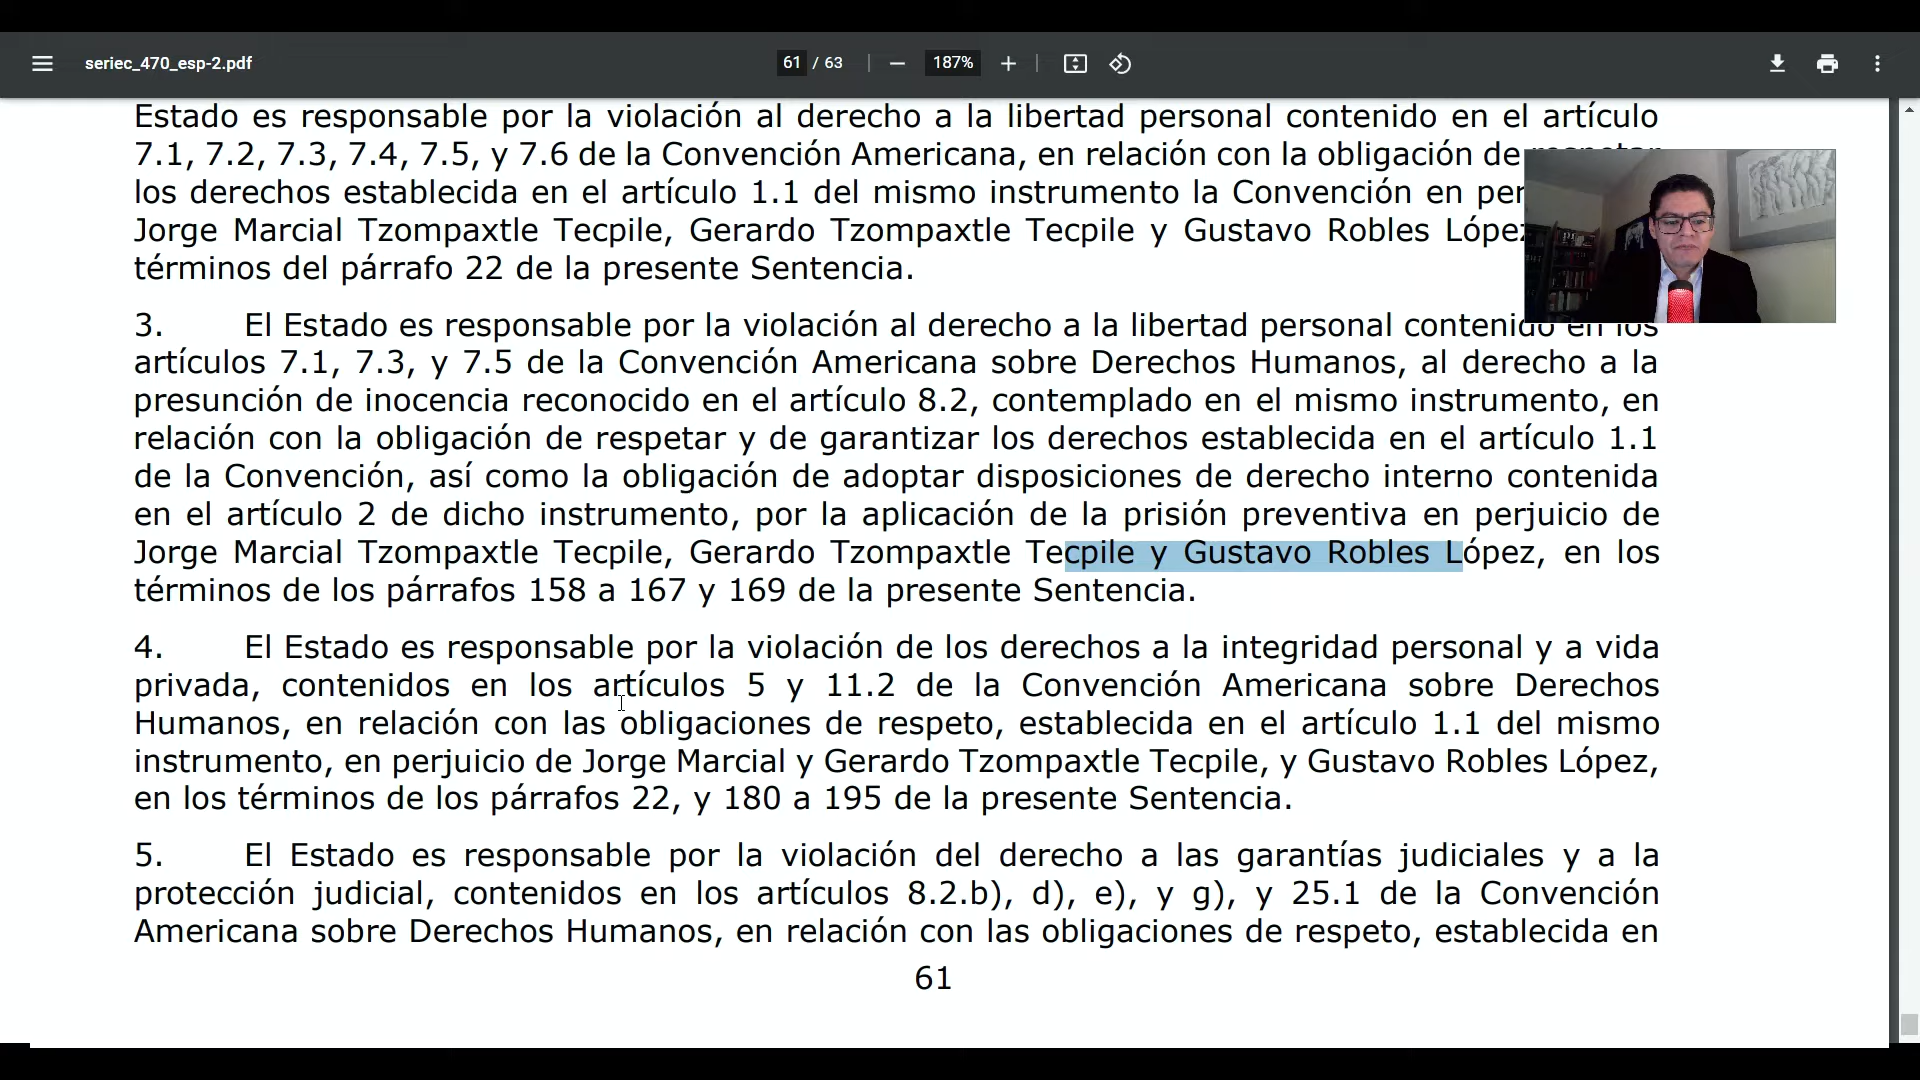 seriec_470_esp-2.pdf
61 / 63
187%
Estado es responsable por la violación al derecho a la libertad personal contenido en el artículo
7.1, 7.2, 7.3, 7.4, 7.5, y 7.6 de la Convención Americana, en relación con la obligación de
los derechos establecida en el artículo 1.1 del mismo instrumento la Convención en
Jorge Marcial Tzompaxtle Tecpile, Gerardo Tzompaxtle Tecpile y Gustavo Robles López
términos del párrafo 22 de la presente Sentencia.
3. El Estado es responsable por la violación al derecho a la libertad personal contenido en los
artículos 7.1, 7.3, y 7.5 de la Convención Americana sobre Derechos Humanos, al derecho a la
presunción de inocencia reconocido en el artículo 8.2, contemplado en el mismo instrumento, en
relación con la obligación de respetar y de garantizar los derechos establecida en el artículo 1.1
de la Convención, así como la obligación de adoptar disposiciones de derecho interno contenida
en el artículo 2 de dicho instrumento, por la aplicación de la prisión preventiva en perjuicio de
Jorge Marcial Tzompaxtle Tecpile, Gerardo Tzompaxtle Tecpile y Gustavo Robles López, en los
términos de los párrafos 158 a 167 y 169 de la presente Sentencia.
4. El Estado es responsable por la violación de los derechos a la integridad personal y a vida
privada, contenidos en los artículos 5 y 11.2 de la Convención Americana sobre Derechos
Humanos, en relación con las obligaciones de respeto, establecida en el artículo 1.1 del mismo
instrumento, en perjuicio de Jorge Marcial y Gerardo Tzompaxtle Tecpile, y Gustavo Robles López,
en los términos de los párrafos 22, y 180 a 195 de la presente Sentencia.
5. El Estado es responsable por la violación del derecho a las garantías judiciales y a la
protección judicial, contenidos en los artículos 8.2.b), d), e), y g), y 25.1 de la Convención
Americana sobre Derechos Humanos, en relación con las obligaciones de respeto, establecida en
61